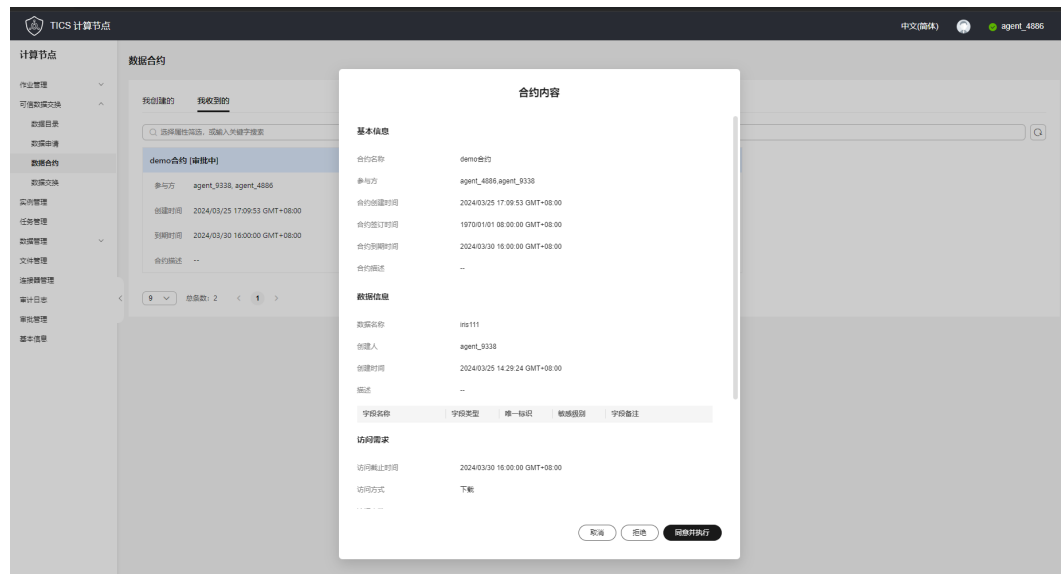 TICS 计算节点
中文(简体)
agent_4886
计算节点
作业管理
可信数据交换
数据目录
数据申请
数据合约
数据交换
实例管理
任务管理
数据管理
文件管理
连接器管理
审计日志
审批管理
基本信息
数据合约
我创建的 我收到的
选择属性筛选，或输入关键字搜索
demo合约 [审批中]
参与方 agent_9338, agent_4886
创建时间 2024/03/25 17:09:53 GMT+08:00
到期时间 2024/03/30 16:00:00 GMT+08:00
合约描述 --
9 总条数: 2 < 1 >
合约内容
基本信息
合约名称 demo合约
参与方 agent_4886,agent_9338
合约创建时间 2024/03/25 17:09:53 GMT+08:00
合约签订时间 1970/01/01 08:00:00 GMT+08:00
合约到期时间 2024/03/30 16:00:00 GMT+08:00
合约描述 --
数据信息
数据名称 iris111
创建人 agent_9338
创建时间 2024/03/25 14:29:24 GMT+08:00
描述 --
字段名称 字段类型 唯一标识 敏感级别 字段备注
访问需求
访问截止时间 2024/03/30 16:00:00 GMT+08:00
访问方式 下载
取消 拒绝 同意并执行